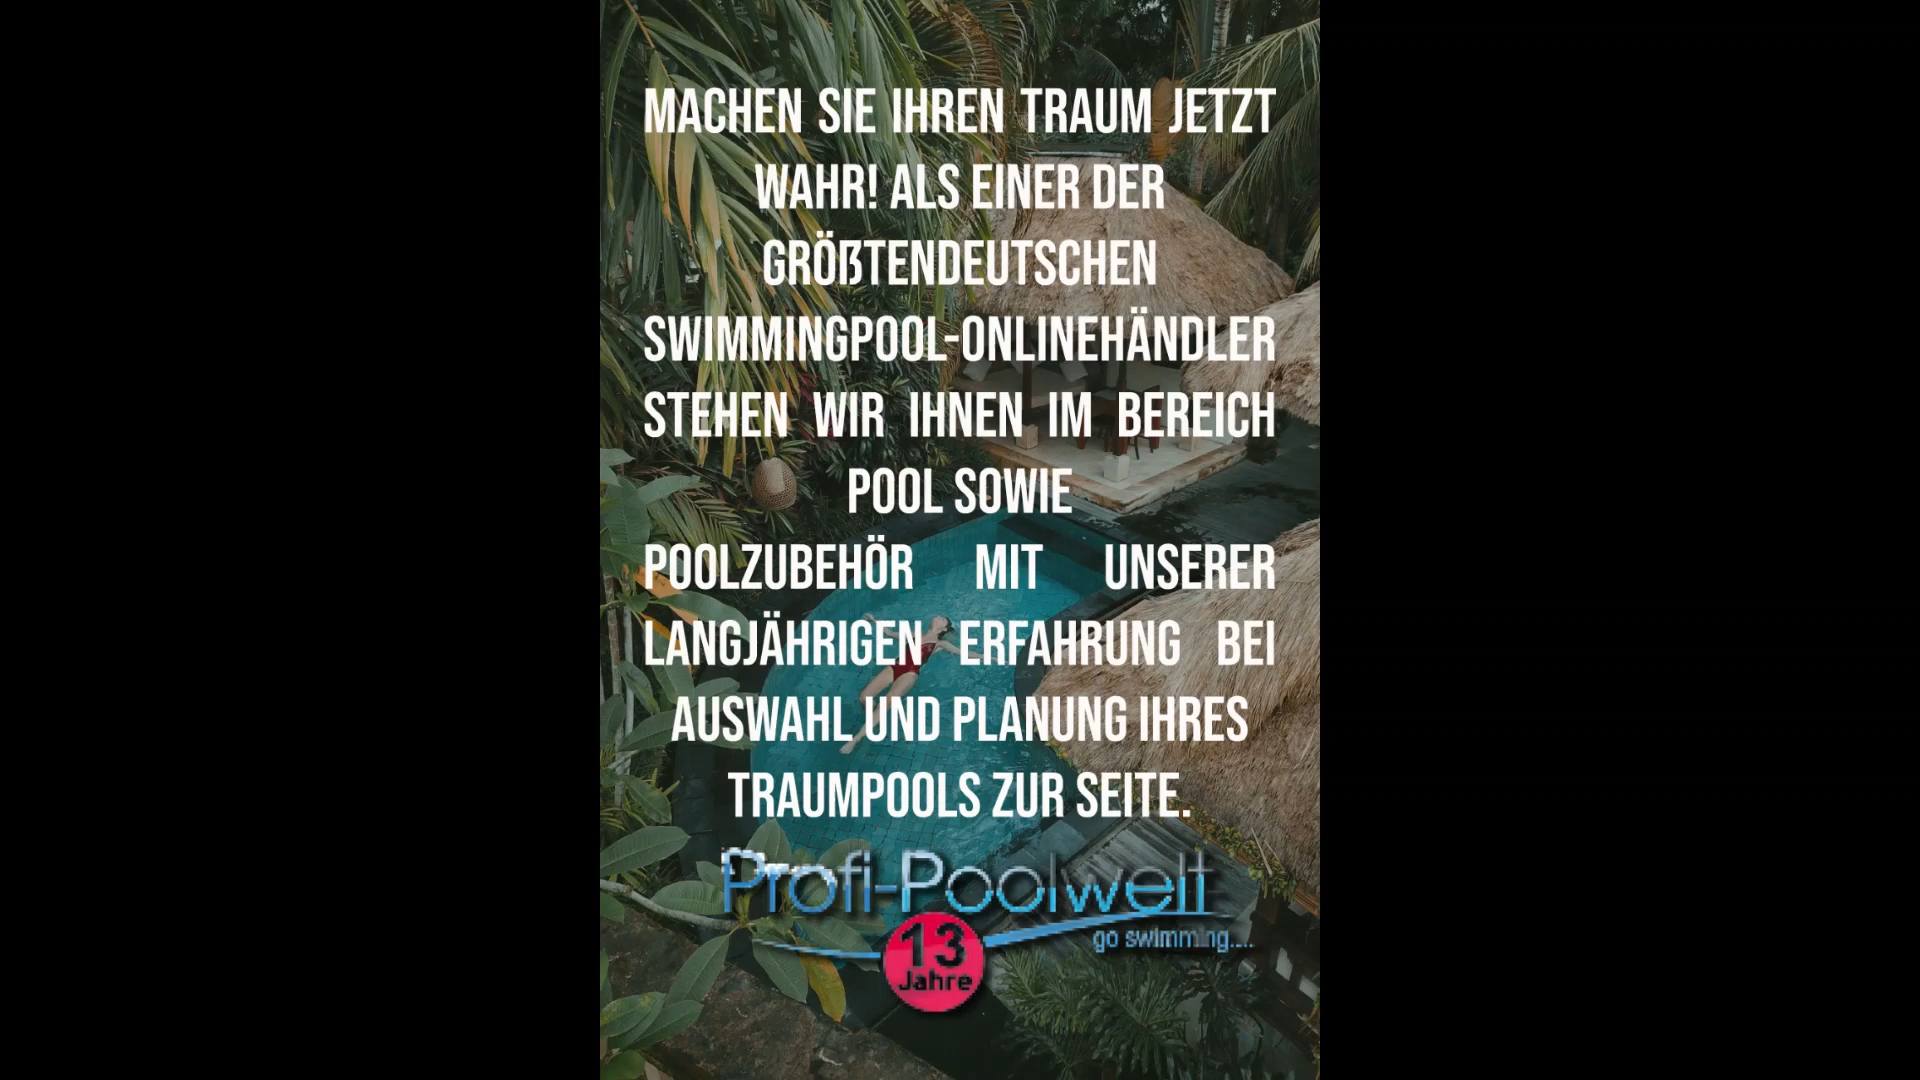 MACHEN SIE IHREN TRAUM JETZT
WAHR! ALS EINER DER
GRÖßTENDEUTSCHEN
SWIMMINGPOOL-ONLINEHÄNDLER
STEHEN WIR IHNEN IM BEREICH
POOL SOWIE
POOLZUBEHÖR MIT UNSERER
LANGJÄHRIGEN ERFAHRUNG BEI
AUSWAHL UND PLANUNG IHRES
TRAUMPOOLS ZUR SEITE.
Profi-Poolwelt
go swimming....
13
Jahre